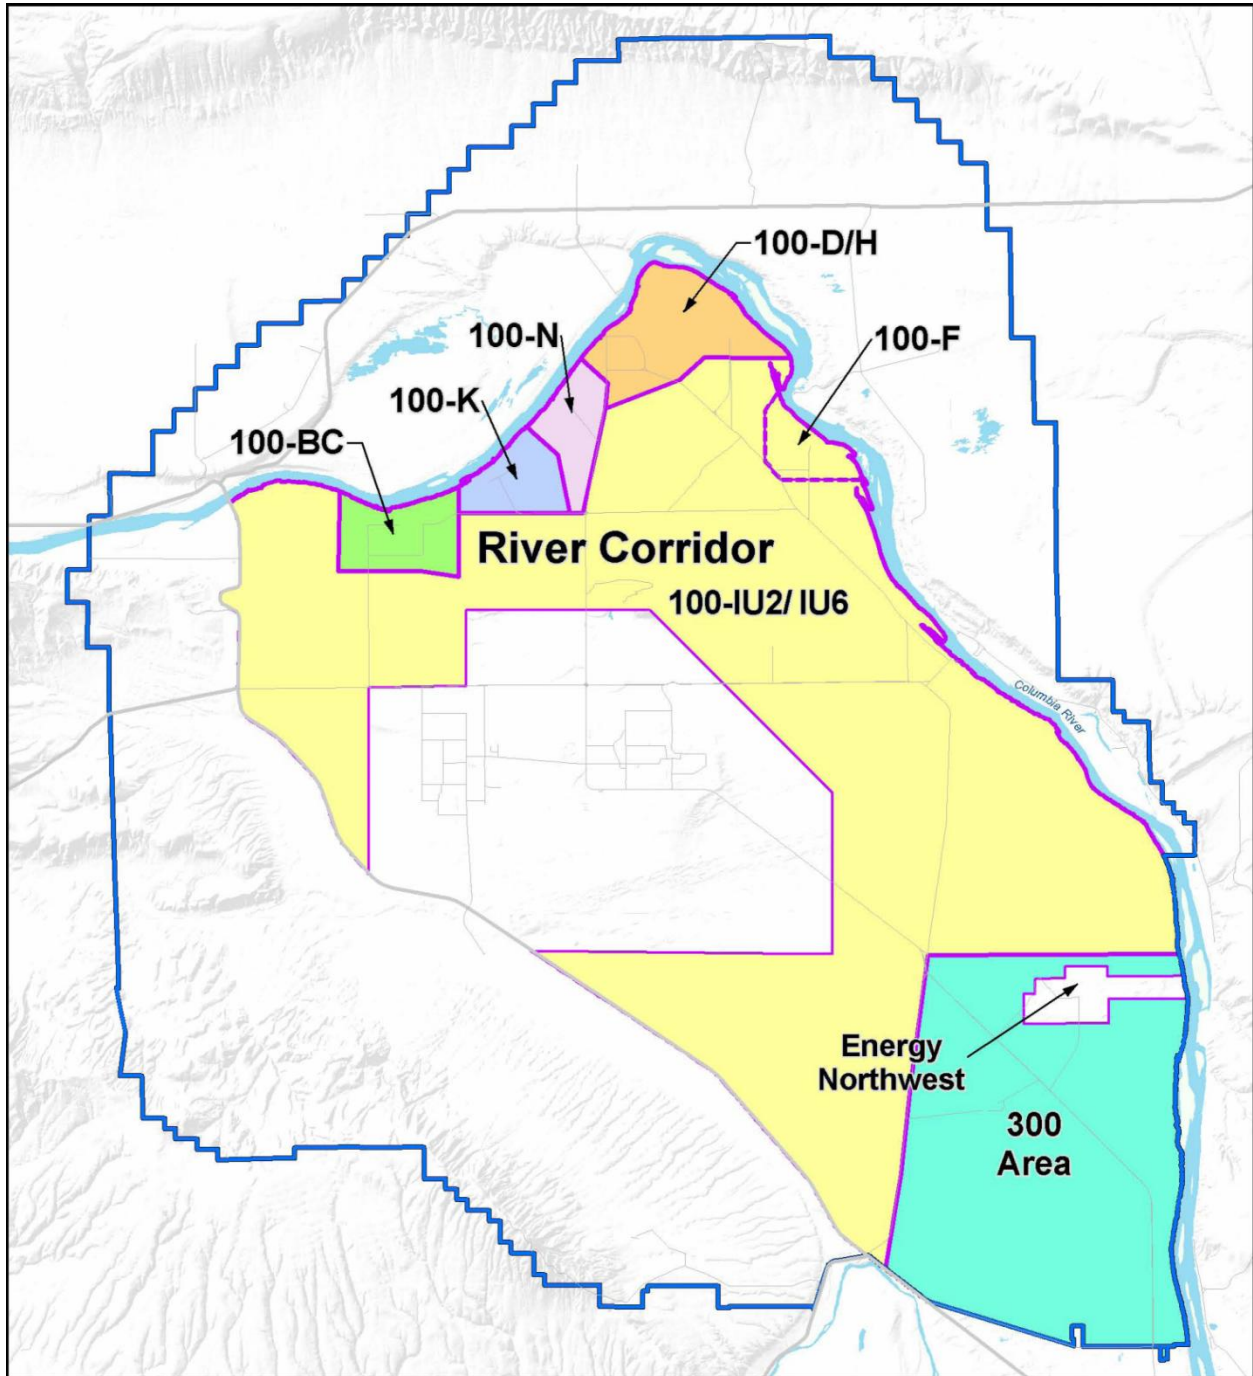 100-D/H
100-N
100-F
100-K
100-BC
River Corridor
100-IU2/ IU6
Columbia River
Energy
Northwest
300
Area